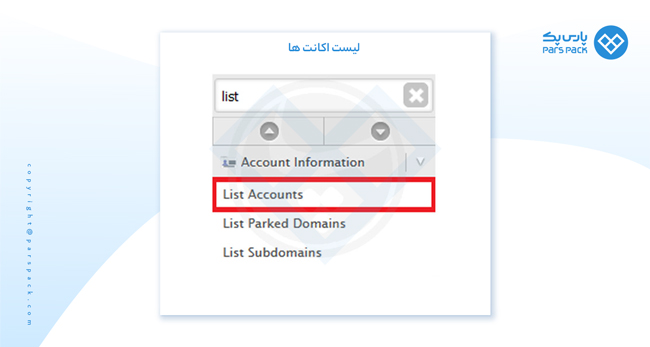 پارس پک
PARS PACK
لیست اکانت ها
list
Account Information
List Accounts
List Parked Domains
List Subdomains
copyright@parspack.com